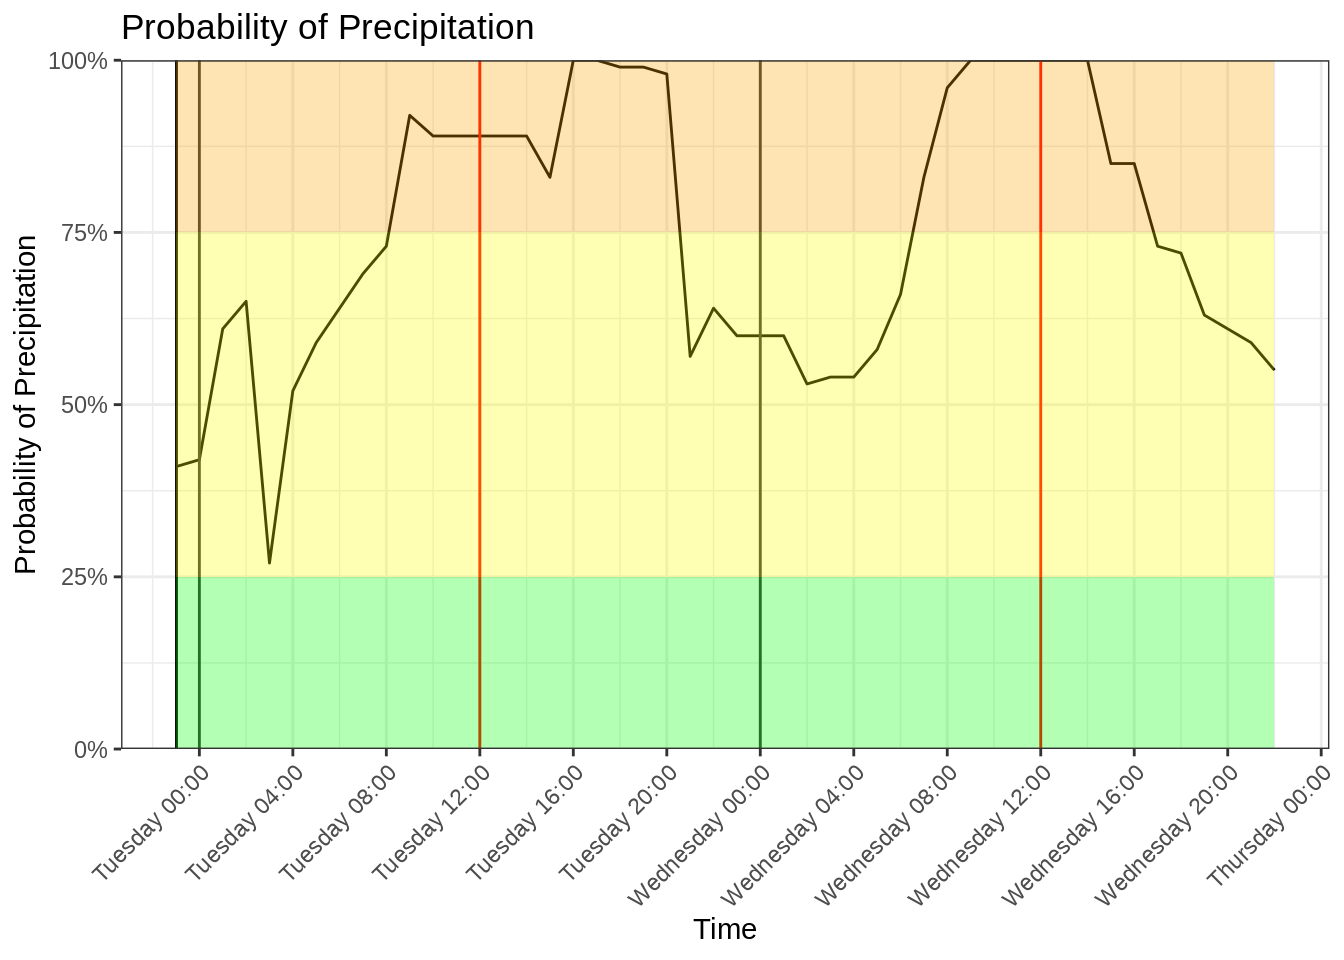 Probability of Precipitation
Probability of Precipitation
100%
75%
50%
25%
0%
Tuesday 00:00
Tuesday 04:00
Tuesday 08:00
Tuesday 12:00
Tuesday 16:00
Tuesday 20:00
Wednesday 00:00
Wednesday 04:00
Wednesday 08:00
Wednesday 12:00
Wednesday 16:00
Wednesday 20:00
Thursday 00:00
Time